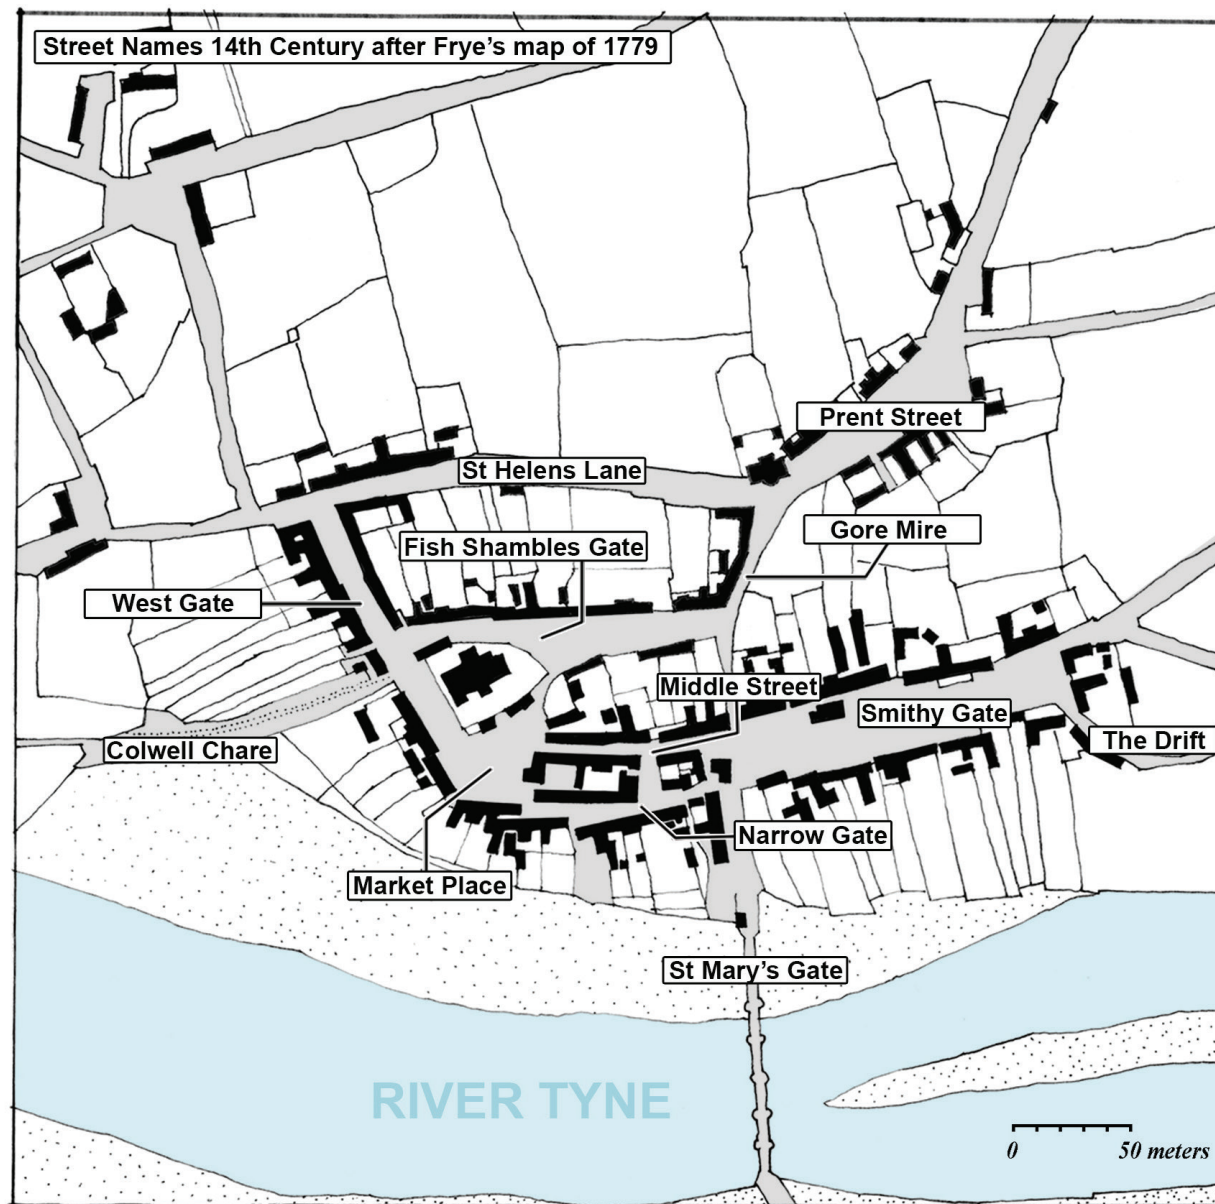 Street Names 14th Century after Frye’s map of 1779
Prent Street
St Helens Lane
Gore Mire
Fish Shambles Gate
West Gate
Middle Street
Smithy Gate
The Drift
Colwell Chare
Narrow Gate
Market Place
St Mary’s Gate
RIVER TYNE
0 50 meters